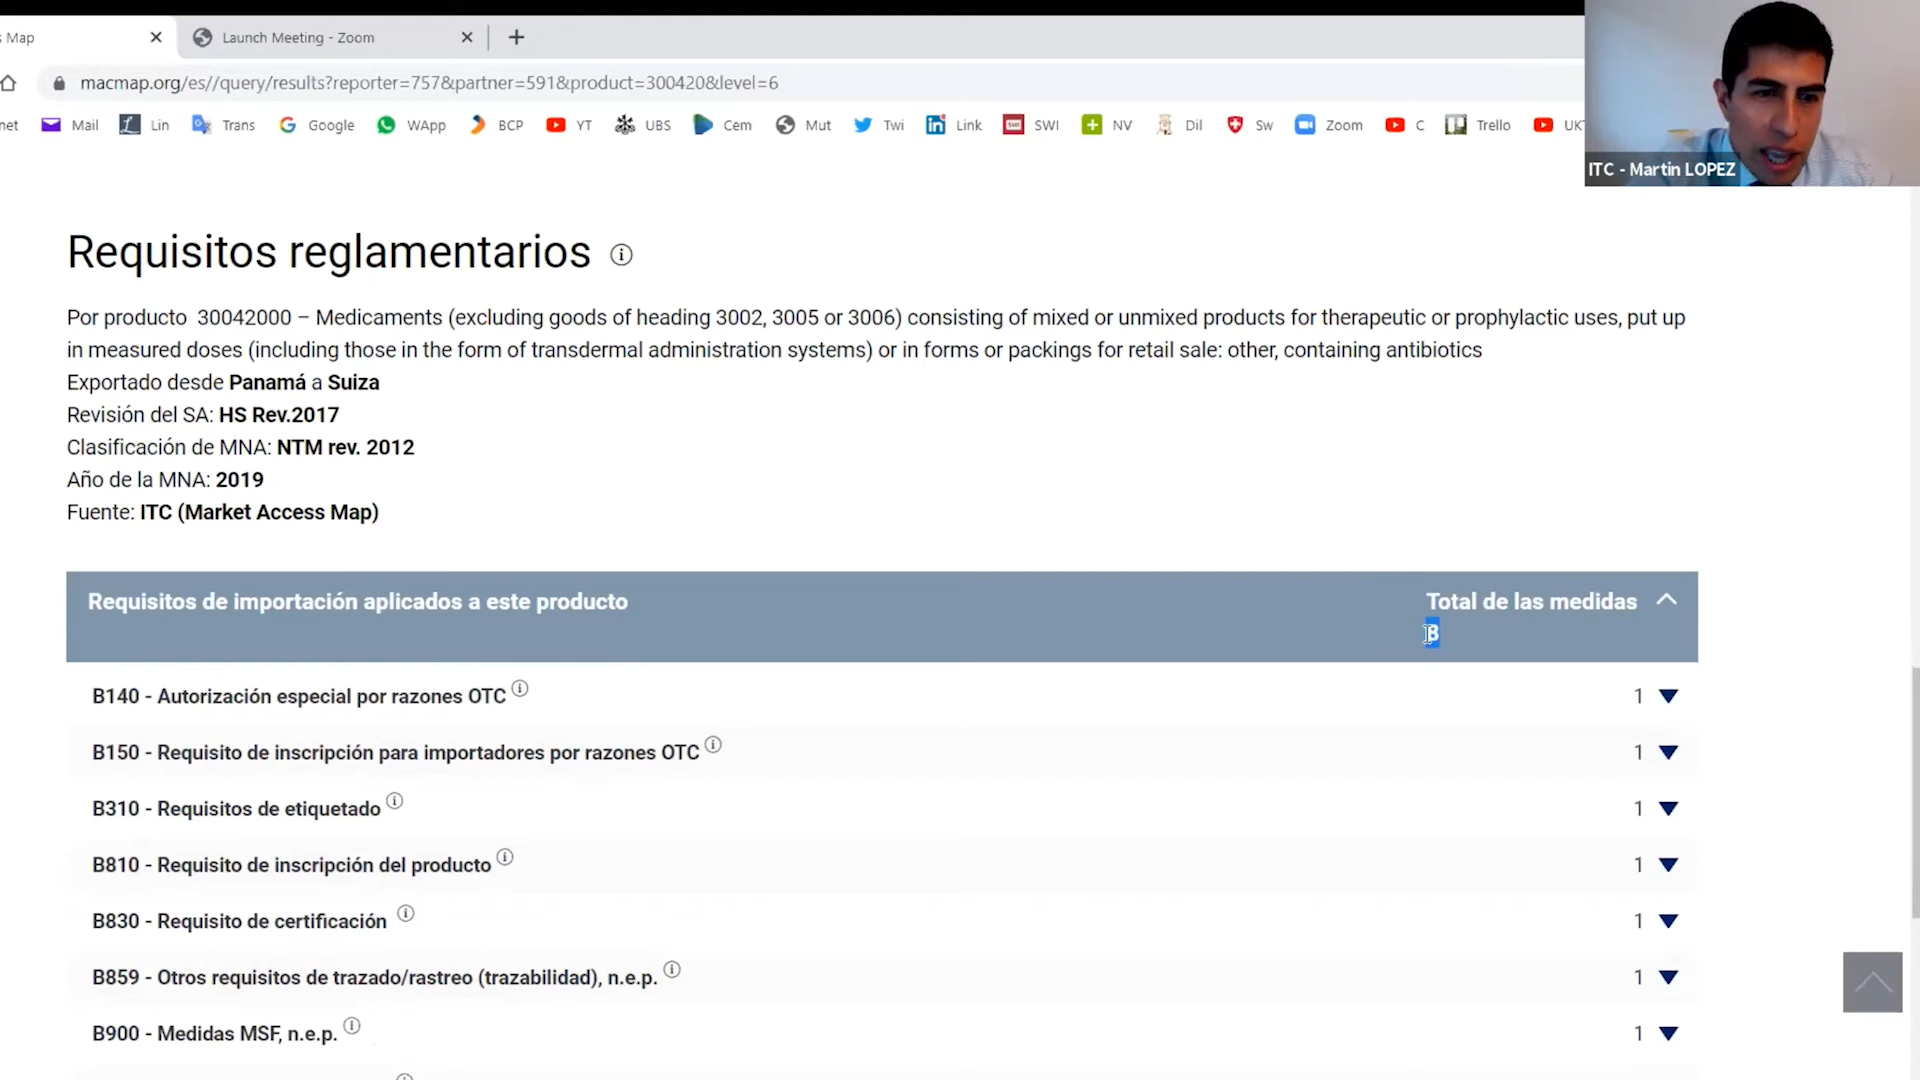 s Map
Launch Meeting - Zoom
macmap.org/es//query/results?reporter=757&partner=591&product=300420&level=6
net Mail Lin Trans Google WApp BCP YT UBS Cem Mut Twi Link SWI NV Dil Sw Zoom C Trello UK
ITC - Martin LOPEZ
Requisitos reglamentarios
Por producto 30042000 – Medicaments (excluding goods of heading 3002, 3005 or 3006) consisting of mixed or unmixed products for therapeutic or prophylactic uses, put up
in measured doses (including those in the form of transdermal administration systems) or in forms or packings for retail sale: other, containing antibiotics
Exportado desde Panamá a Suiza
Revisión del SA: HS Rev.2017
Clasificación de MNA: NTM rev. 2012
Año de la MNA: 2019
Fuente: ITC (Market Access Map)
Requisitos de importación aplicados a este producto Total de las medidas
B140 - Autorización especial por razones OTC 1
B150 - Requisito de inscripción para importadores por razones OTC 1
B310 - Requisitos de etiquetado 1
B810 - Requisito de inscripción del producto 1
B830 - Requisito de certificación 1
B859 - Otros requisitos de trazado/rastreo (trazabilidad), n.e.p. 1
B900 - Medidas MSF, n.e.p. 1